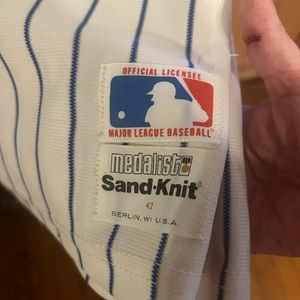 OFFICIAL LICENSEE
MAJOR LEAGUE BASEBALL
medalist
Sand-Knit®
42
BERLIN, WI U.S.A.